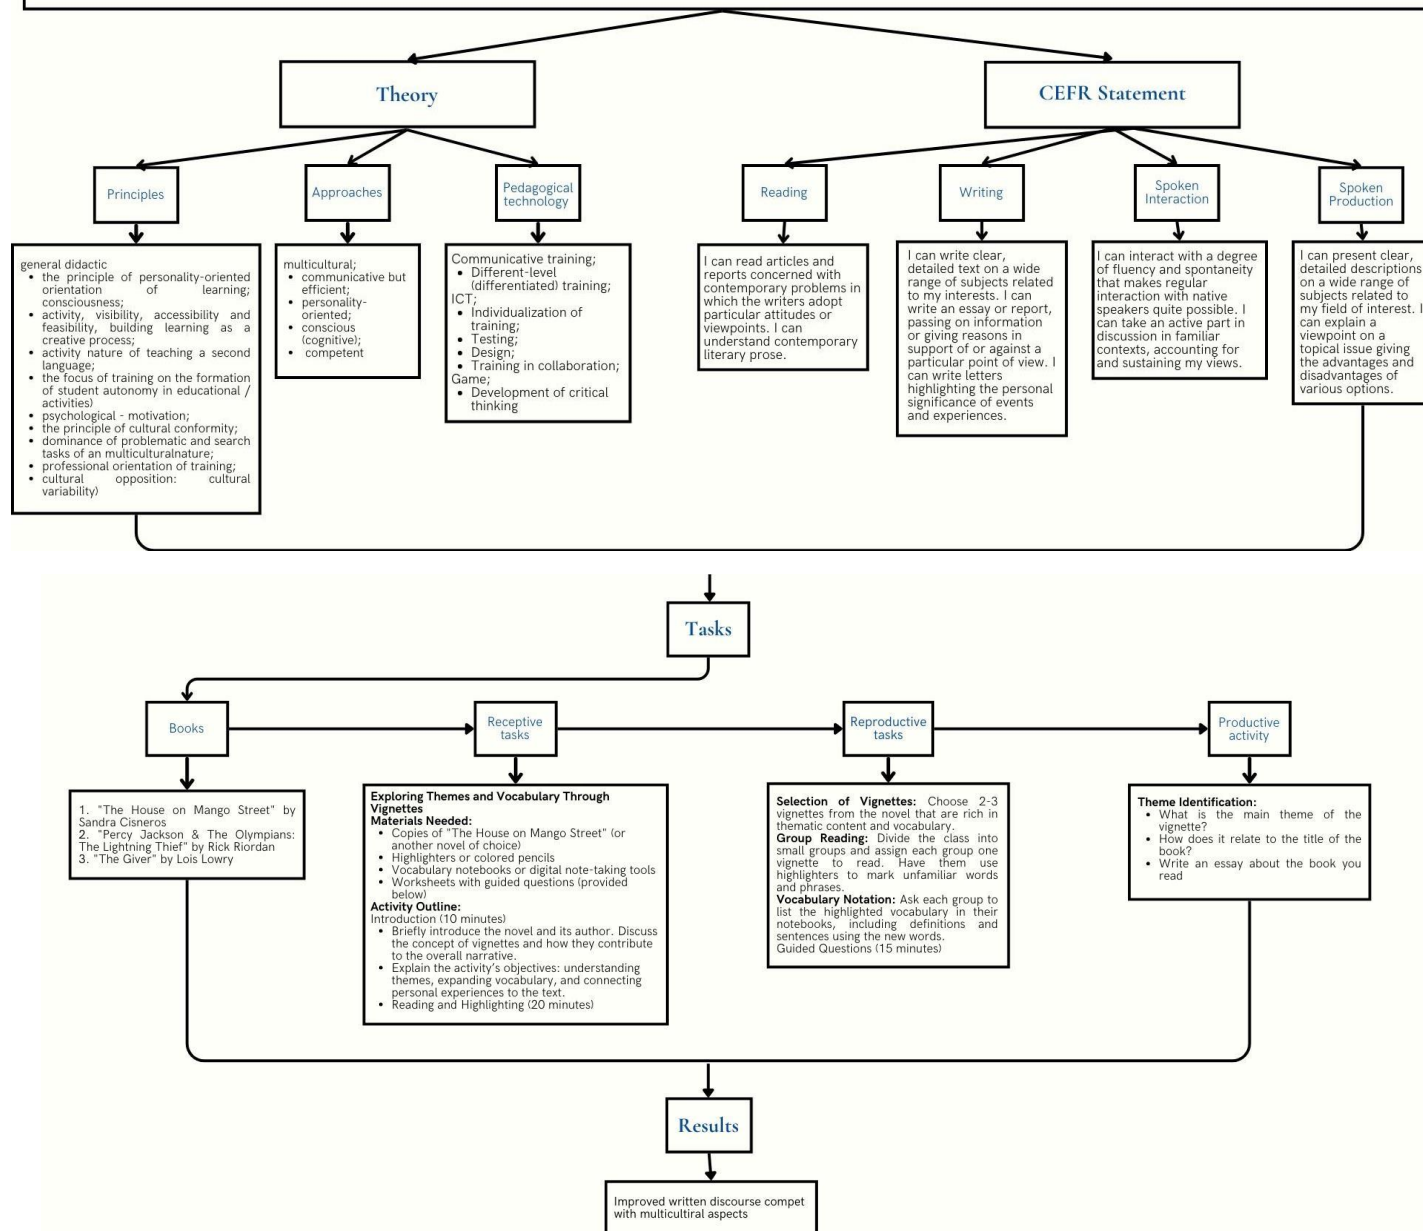 Theory
CEFR Statement
Principles
Approaches
Pedagogical
technology
Reading
Writing
Spoken
Interaction
Spoken
Production
general didactic
• the principle of personality-oriented
orientation of learning;
consciousness;
• activity, visibility, accessibility and
feasibility, building learning as a
creative process;
• activity nature of teaching a second
language;
• the focus of training on the formation
of student autonomy in educational /
activities)
• psychological - motivation;
• the principle of cultural conformity;
• dominance of problematic and search
tasks of an multiculturalnature;
• professional orientation of training;
• cultural opposition: cultural
variability)
multicultural;
• communicative but
efficient;
• personality-
oriented;
• conscious
(cognitive);
• competent
Communicative training;
• Different-level
(differentiated) training;
ICT;
• Individualization of
training;
• Testing;
• Design;
• Training in collaboration;
Game;
• Development of critical
thinking
I can read articles and
reports concerned with
contemporary problems in
which the writers adopt
particular attitudes or
viewpoints. I can
understand contemporary
literary prose.
I can write clear,
detailed text on a wide
range of subjects related
to my interests. I can
write an essay or report,
passing on information
or giving reasons in
support of or against a
particular point of view. I
can write letters
highlighting the personal
significance of events
and experiences.
I can interact with a degree
of fluency and spontaneity
that makes regular
interaction with native
speakers quite possible. I
can take an active part in
discussion in familiar
contexts, accounting for
and sustaining my views.
I can present clear,
detailed descriptions
on a wide range of
subjects related to
my field of interest. I
can explain a
viewpoint on a
topical issue giving
the advantages and
disadvantages of
various options.
Tasks
Books
Receptive
tasks
Reproductive
tasks
Productive
activity
1. "The House on Mango Street" by
Sandra Cisneros
2. "Percy Jackson & The Olympians:
The Lightning Thief" by Rick Riordan
3. "The Giver" by Lois Lowry
Exploring Themes and Vocabulary Through
Vignettes
Materials Needed:
• Copies of "The House on Mango Street" (or
another novel of choice)
• Highlighters or colored pencils
• Vocabulary notebooks or digital note-taking tools
• Worksheets with guided questions (provided
below)
Activity Outline:
Introduction (10 minutes)
• Briefly introduce the novel and its author. Discuss
the concept of vignettes and how they contribute
to the overall narrative.
• Explain the activity's objectives: understanding
themes, expanding vocabulary, and connecting
personal experiences to the text.
• Reading and Highlighting (20 minutes)
Selection of Vignettes: Choose 2-3
vignettes from the novel that are rich in
thematic content and vocabulary.
Group Reading: Divide the class into
small groups and assign each group one
vignette to read. Have them use
highlighters to mark unfamiliar words
and phrases.
Vocabulary Notation: Ask each group to
list the highlighted vocabulary in their
notebooks, including definitions and
sentences using the new words.
Guided Questions (15 minutes)
Theme Identification:
• What is the main theme of the
vignette?
• How does it relate to the title of the
book?
• Write an essay about the book you
read
Results
Improved written discourse compet
with multicultiral aspects